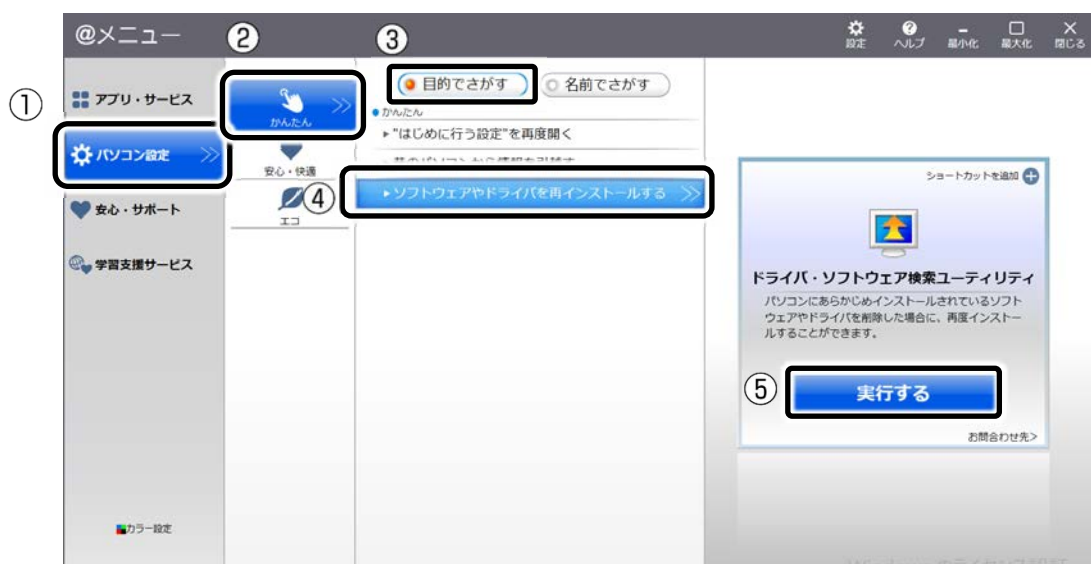 @メニュー
②
③
設定
ヘルプ
最小化
最大化
閉じる
①
アプリ・サービス
パソコン設定
安心・サポート
学習支援サービス
カラー設定
かんたん
安心・快適
④
エコ
目的でさがす
名前でさがす
かんたん
"はじめに行う設定"を再度開く
ソフトウェアやドライバを再インストールする
ショートカットを追加
ドライバ・ソフトウェア検索ユーティリティ
パソコンにあらかじめインストールされているソフト
ウェアやドライバを削除した場合に、再度インストー
ルすることができます。
⑤
実行する
お問合わせ先>